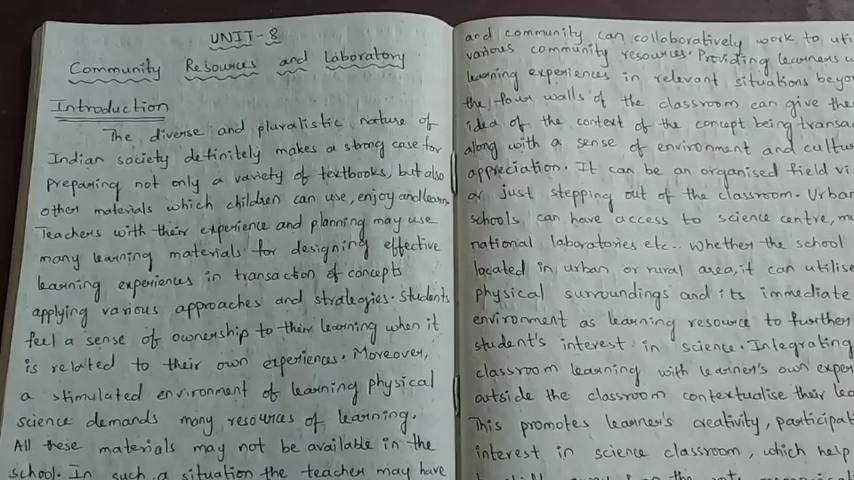 UNIT-8
Community Resources and Laboratory
Introduction
The diverse and pluralistic nature of
Indian society definitely makes a strong case for
preparing not only a variety of textbooks, but also
other materials which children can use, enjoy and learn.
Teachers with their experience and planning may use
many learning materials for designing effective
learning experiences in transaction of concepts
applying various approaches and strategies. Students
feel a sense of ownership to their learning when it
is related to their own experiences. Moreover,
a stimulated environment of learning physical
science demands many resources of learning.
All these materials may not be available in the
school. In such a situation the teacher may have
and community can collaboratively work to uti
various community resources. Providing learners
learning experiences in relevant situations beyo
the four walls of the classroom can give the
idea of the context of the concept being transa
along with a sense of environment and cultu
appreciation. It can be an organised field vi
or just stepping out of the classroom. Urban
schools can have access to science centre, mu
national laboratories etc.. Whether the school
located in urban or rural area, it can utilise
physical surroundings and its immediate
environment as learning resource to further
student's interest in science. Integrating
classroom learning with learner's own exper
outside the classroom contextualise their lea
This promotes learner's creativity, participat
interest in science classroom, which help